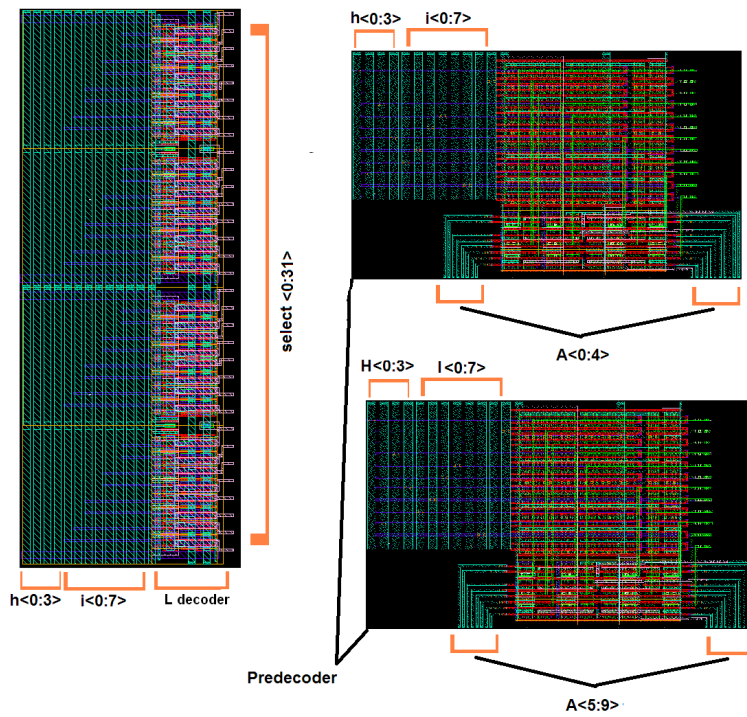 h<0:3> i<0:7>
select <0:31>
A<0:4>
H<0:3> I<0:7>
h<0:3> i<0:7> L decoder
Predecoder
A<5:9>